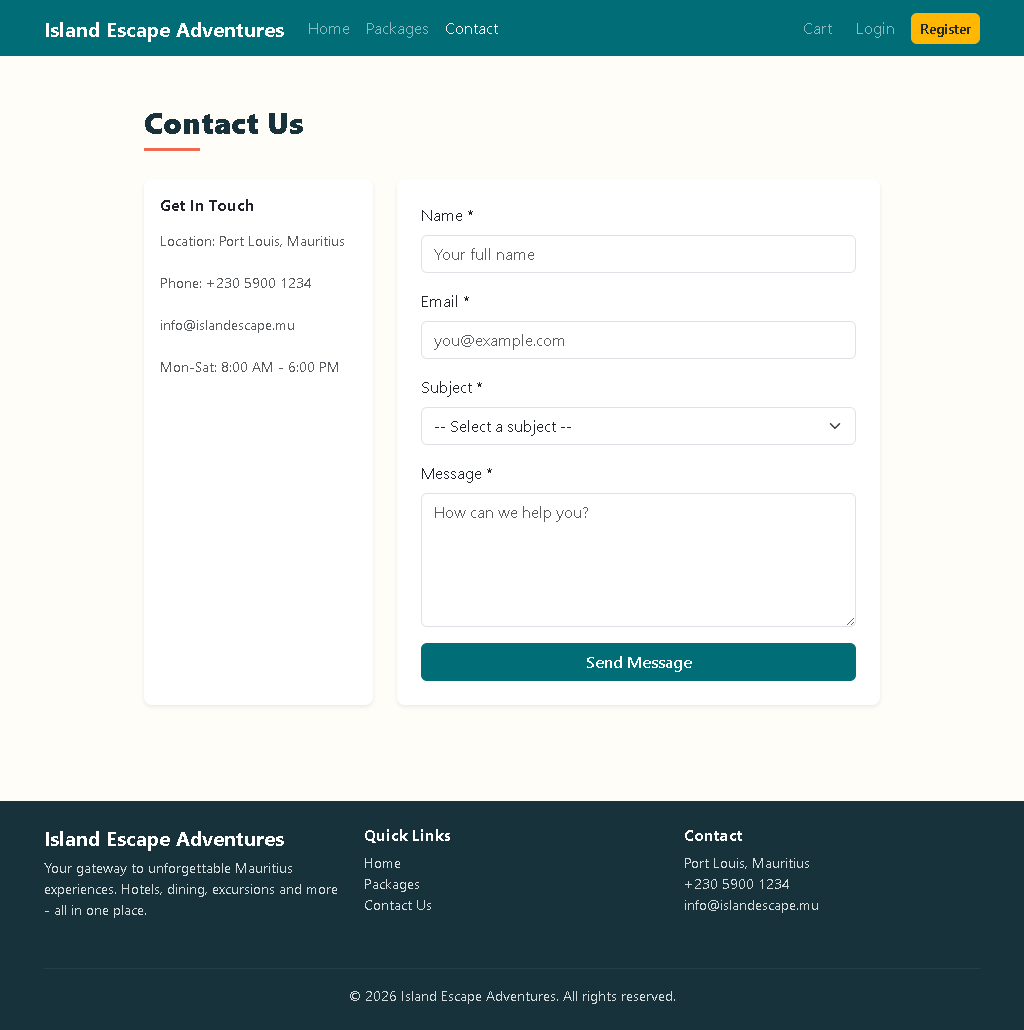 Island Escape Adventures Home Packages Contact Cart Login Register
Contact Us
Get In Touch
Location: Port Louis, Mauritius
Phone: +230 5900 1234
info@islandescape.mu
Mon-Sat: 8:00 AM - 6:00 PM
Name *
Your full name
Email *
you@example.com
Subject *
-- Select a subject --
Message *
How can we help you?
Send Message
Island Escape Adventures
Your gateway to unforgettable Mauritius
experiences. Hotels, dining, excursions and more
- all in one place.
Quick Links
Home
Packages
Contact Us
Contact
Port Louis, Mauritius
+230 5900 1234
info@islandescape.mu
© 2026 Island Escape Adventures. All rights reserved.